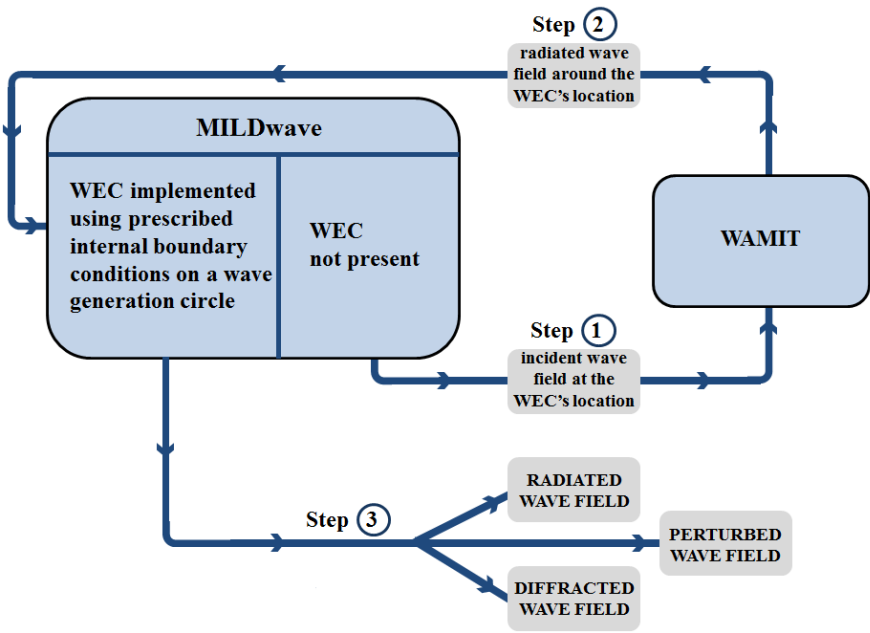 Step 2
radiated wave
field around the
WEC's location
MILDwave
WEC implemented
using prescribed
internal boundary
conditions on a wave
generation circle
WEC
not present
WAMIT
Step 1
incident wave
field at the
WEC's location
Step 3
RADIATED
WAVE FIELD
PERTURBED
WAVE FIELD
DIFFRACTED
WAVE FIELD